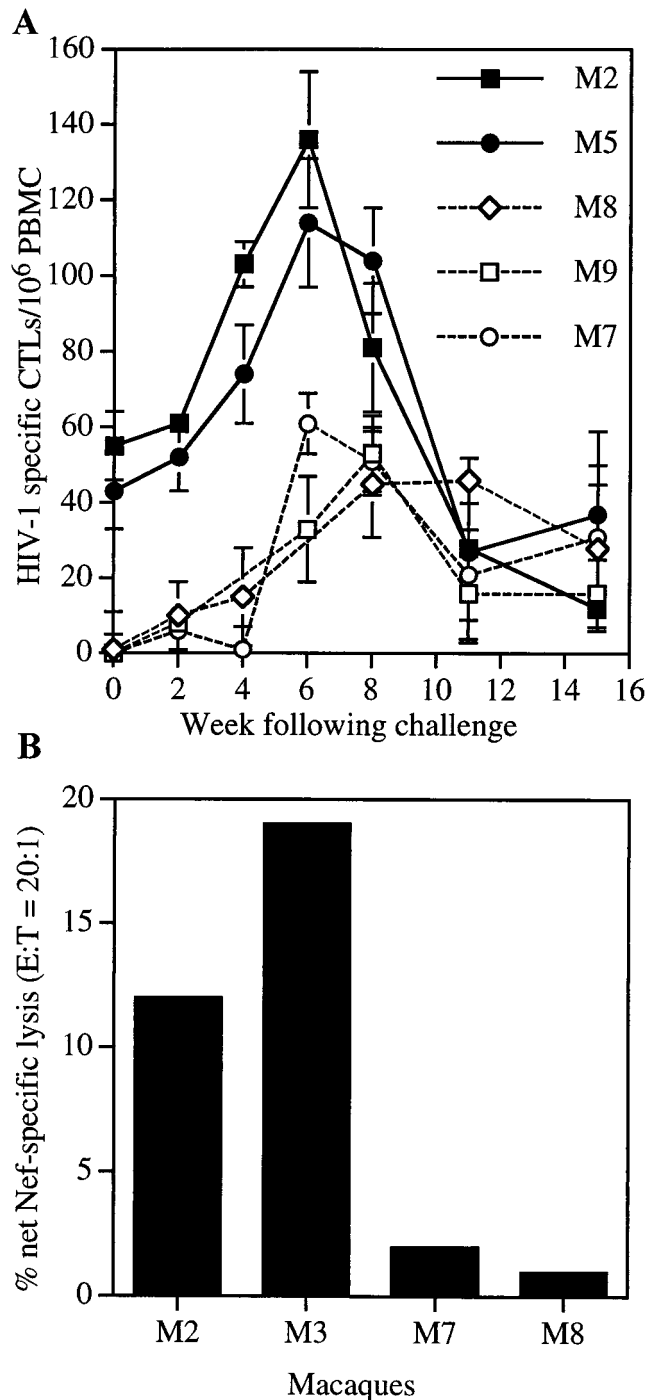 A
160
140
120
100
80
60
40
20
0
HIV-1 specific CTLs/10⁶ PBMC
M2
M5
M8
M9
M7
0 2 4 6 8 10 12 14 16
Week following challenge
B
20
15
10
5
0
% net Nef-specific lysis (E:T = 20:1)
M2 M3 M7 M8
Macaques